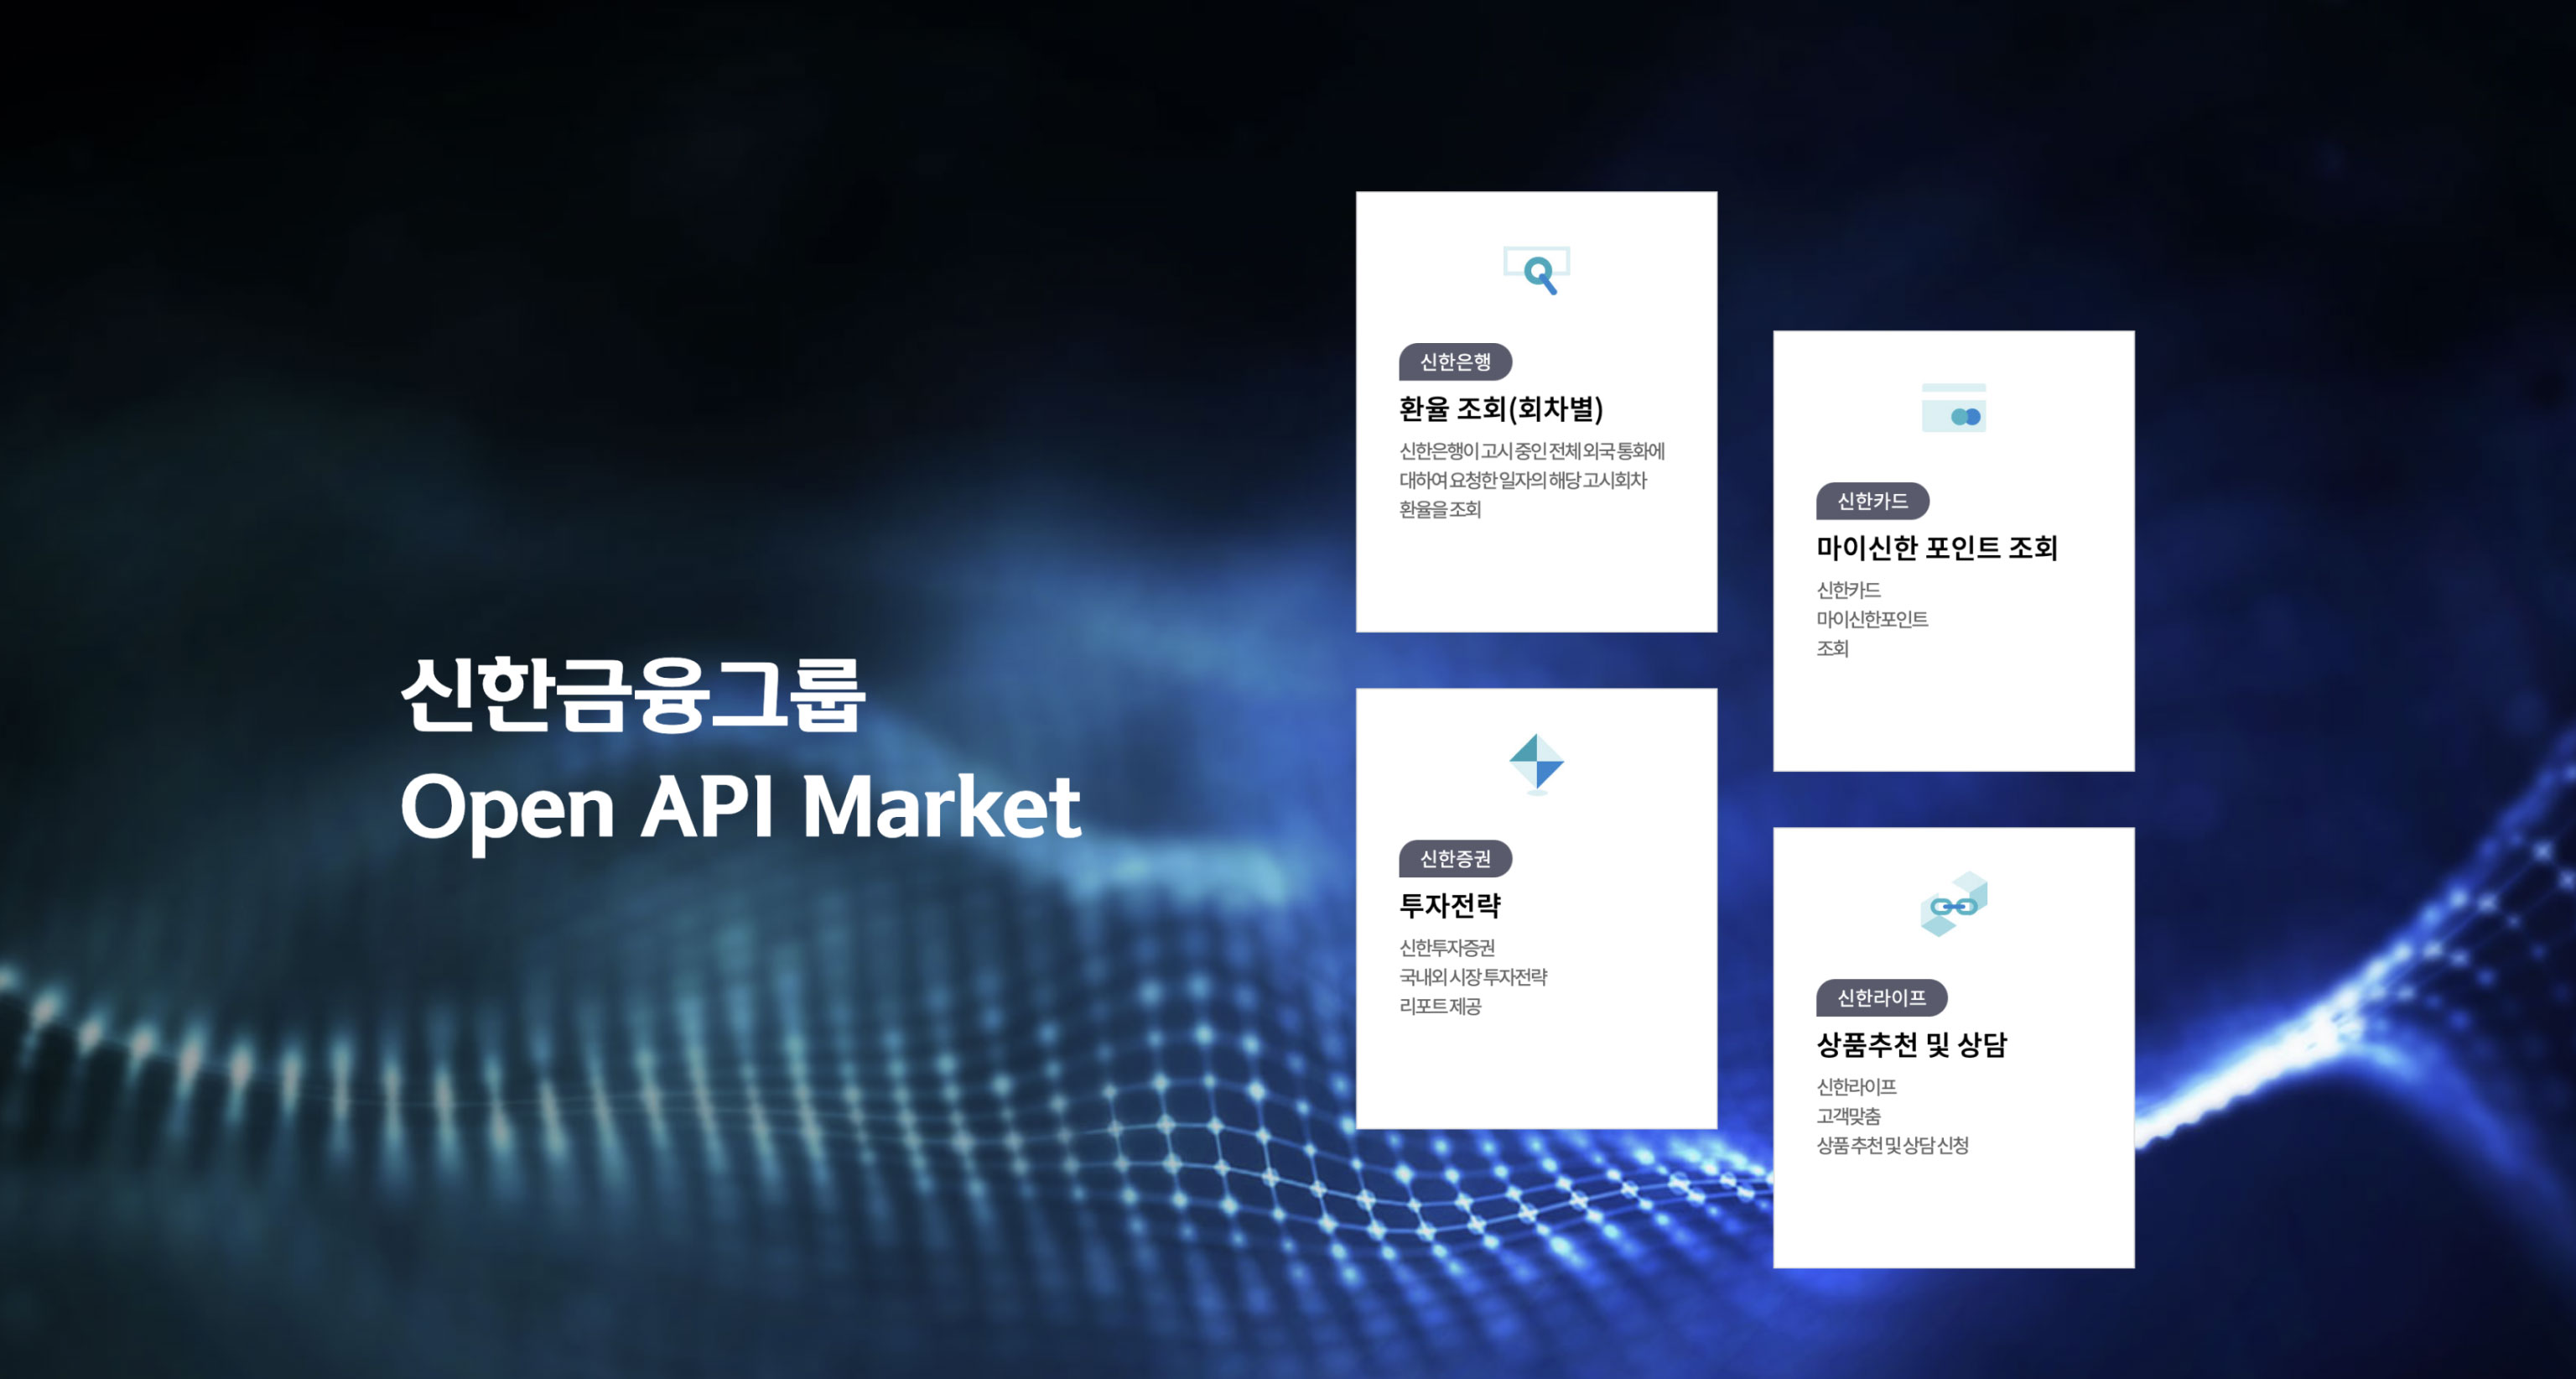 신한금융그룹
Open API Market
신한은행
환율 조회(회차별)
신한은행이 고시 중인 전체 외국 통화에
대하여 요청한 일자의 해당 고시회차
환율을 조회
신한카드
마이신한 포인트 조회
신한카드
마이신한포인트
조회
신한증권
투자전략
신한투자증권
국내외 시장 투자전략
리포트 제공
신한라이프
상품추천 및 상담
신한라이프
고객맞춤
상품 추천 및 상담 신청